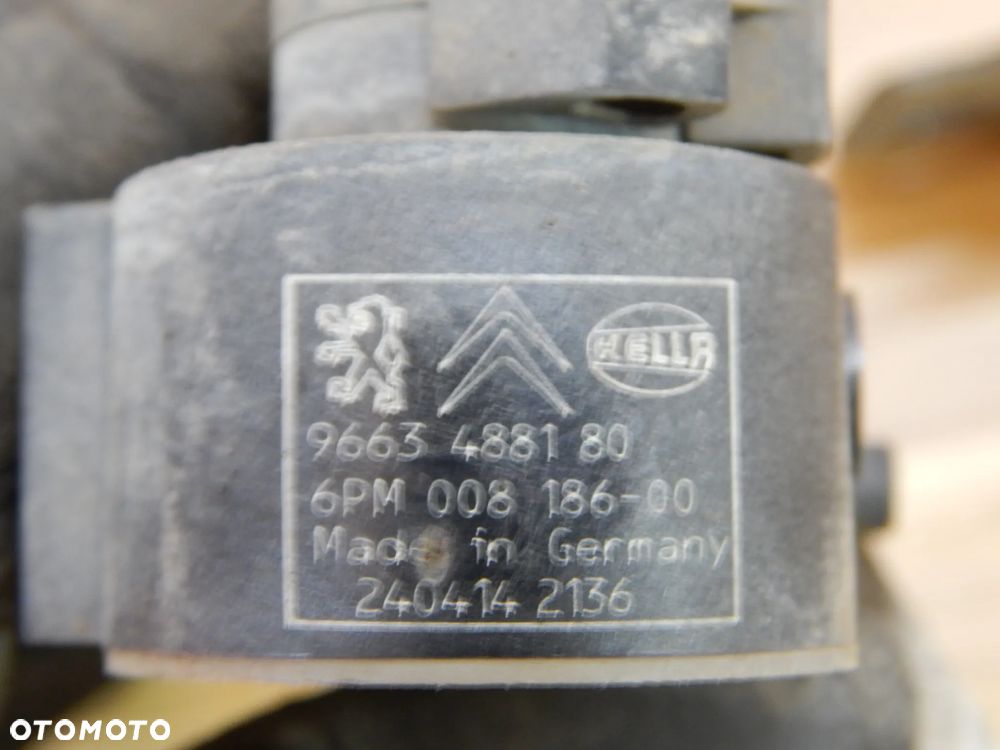 HELLA
9663 4881 80
6PM 008 186-00
Made in Germany
240414 2136
OTOMOTO